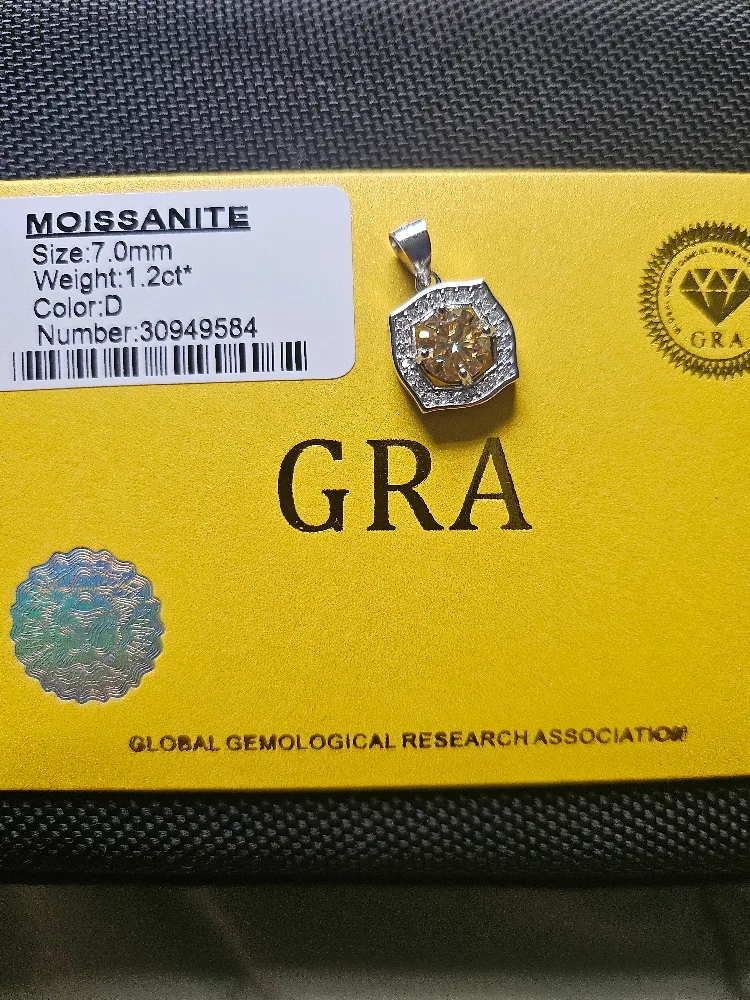 MOISSANITE
Size:7.0mm
Weight:1.2ct*
Color:D
Number:30949584
GRA
GRA
GLOBAL GEMOLOGICAL RESEARCH ASSOCIATION